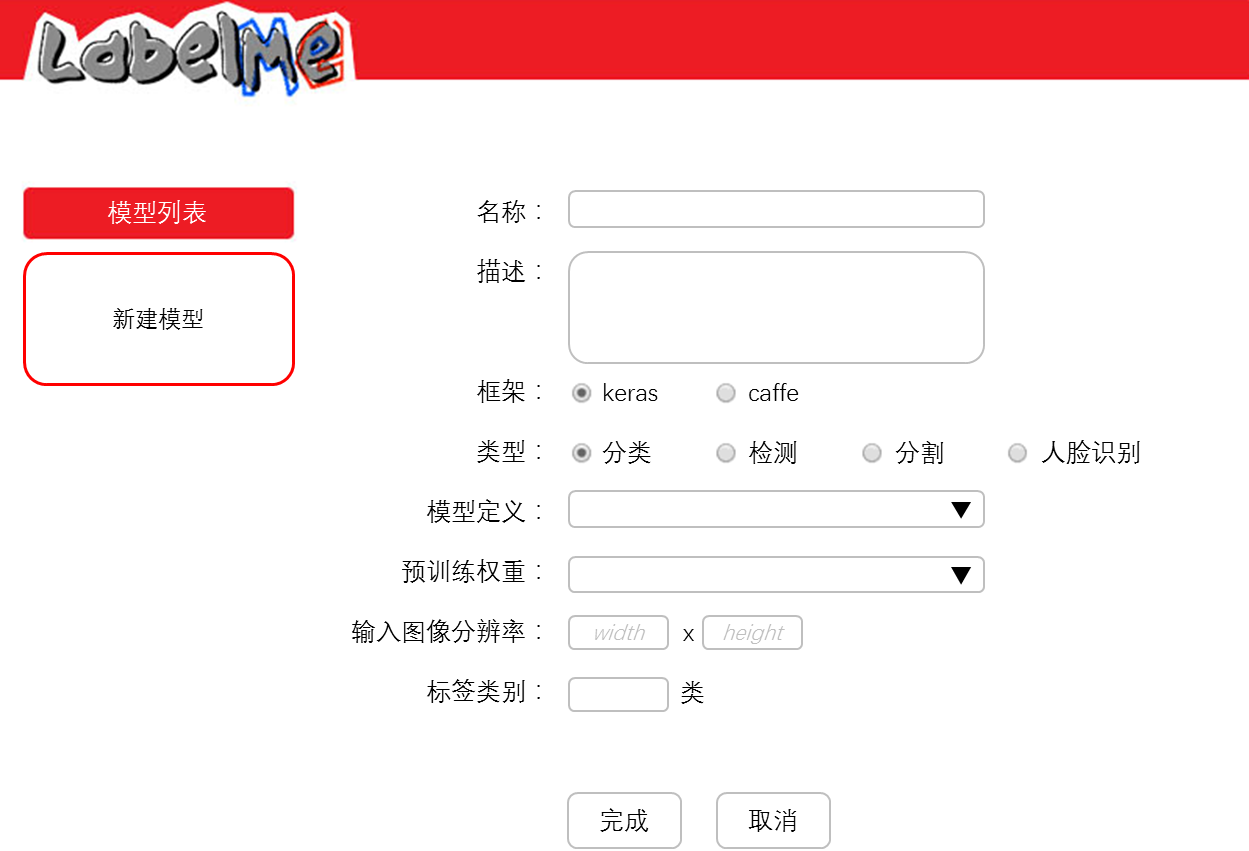 LabelMe
模型列表
新建模型
名称：
描述：
框架： keras caffe
类型： 分类 检测 分割 人脸识别
模型定义：
预训练权重：
输入图像分辨率： width x height
标签类别： 类
完成 取消